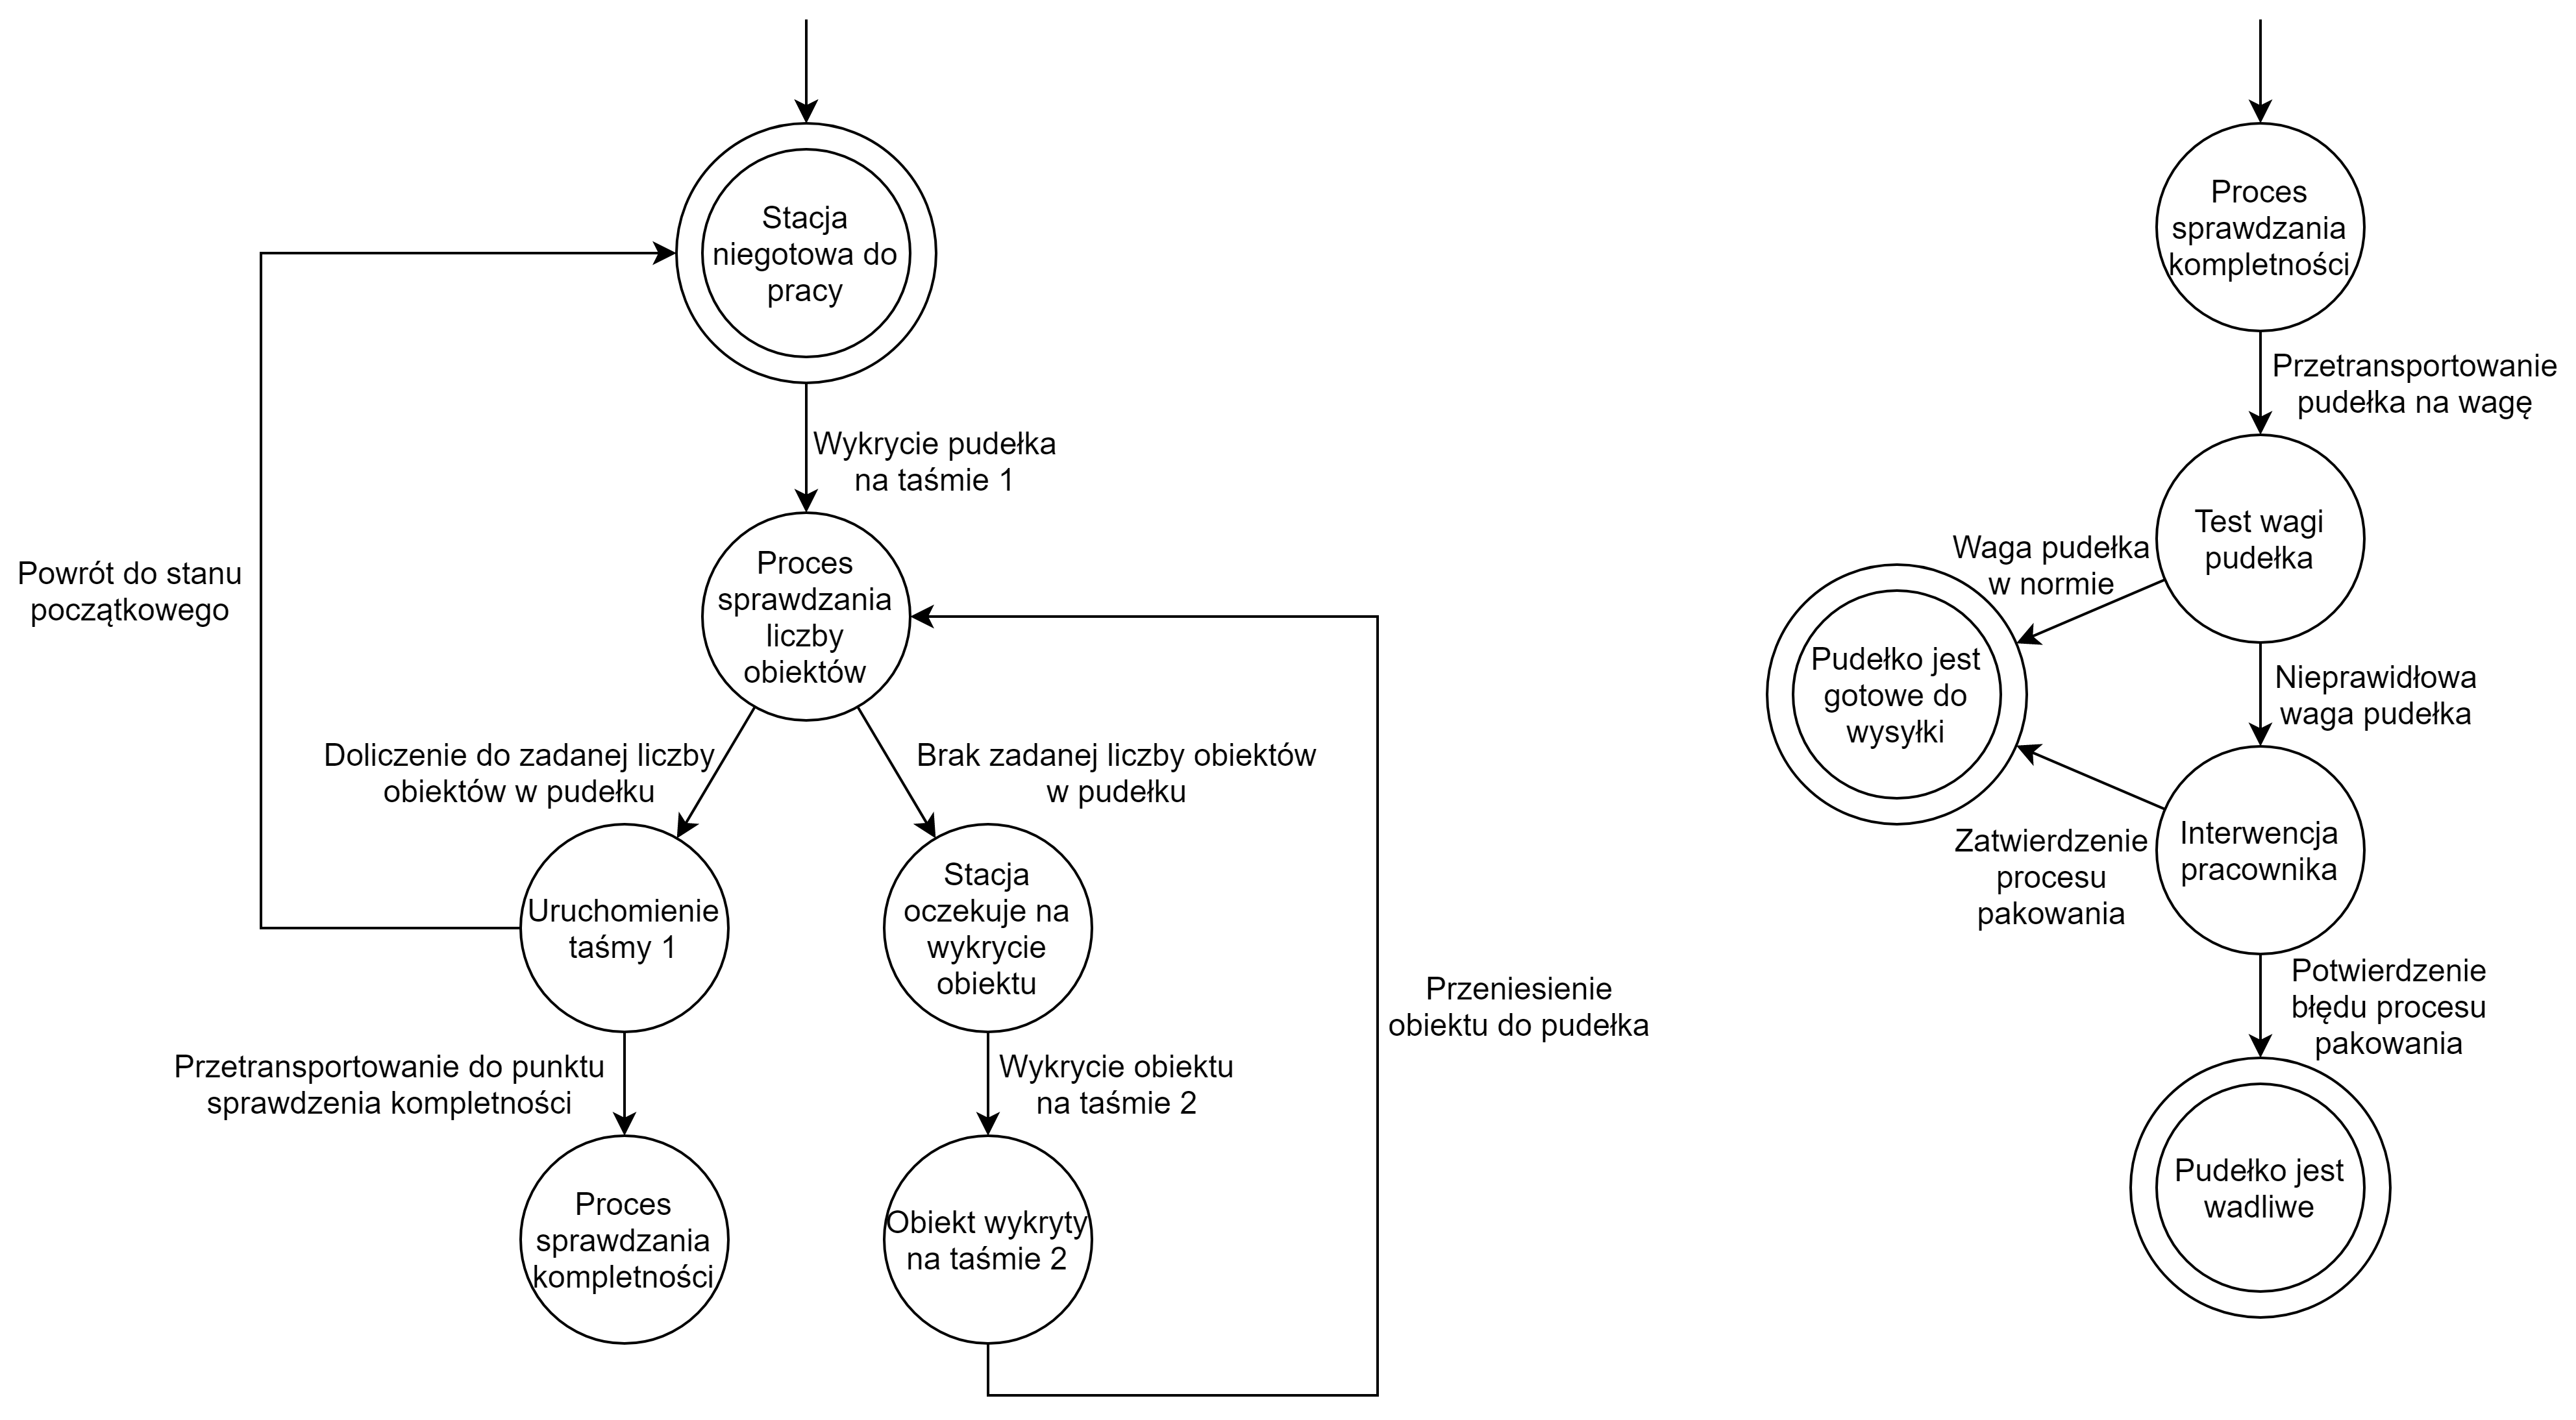 Stacja
niegotowa do
pracy
Wykrycie pudełka
na taśmie 1
Powrót do stanu
początkowego
Proces
sprawdzania
liczby
obiektów
Doliczenie do zadanej liczby
obiektów w pudełku
Brak zadanej liczby obiektów
w pudełku
Uruchomienie
taśmy 1
Stacja
oczekuje na
wykrycie
obiektu
Przeniesienie
obiektu do pudełka
Przetransportowanie do punktu
sprawdzenia kompletności
Wykrycie obiektu
na taśmie 2
Proces
sprawdzania
kompletności
Obiekt wykryty
na taśmie 2
Proces
sprawdzania
kompletności
Przetransportowanie
pudełka na wagę
Test wagi
pudełka
Waga pudełka
w normie
Pudełko jest
gotowe do
wysyłki
Nieprawidłowa
waga pudełka
Zatwierdzenie
procesu
pakowania
Interwencja
pracownika
Potwierdzenie
błędu procesu
pakowania
Pudełko jest
wadliwe